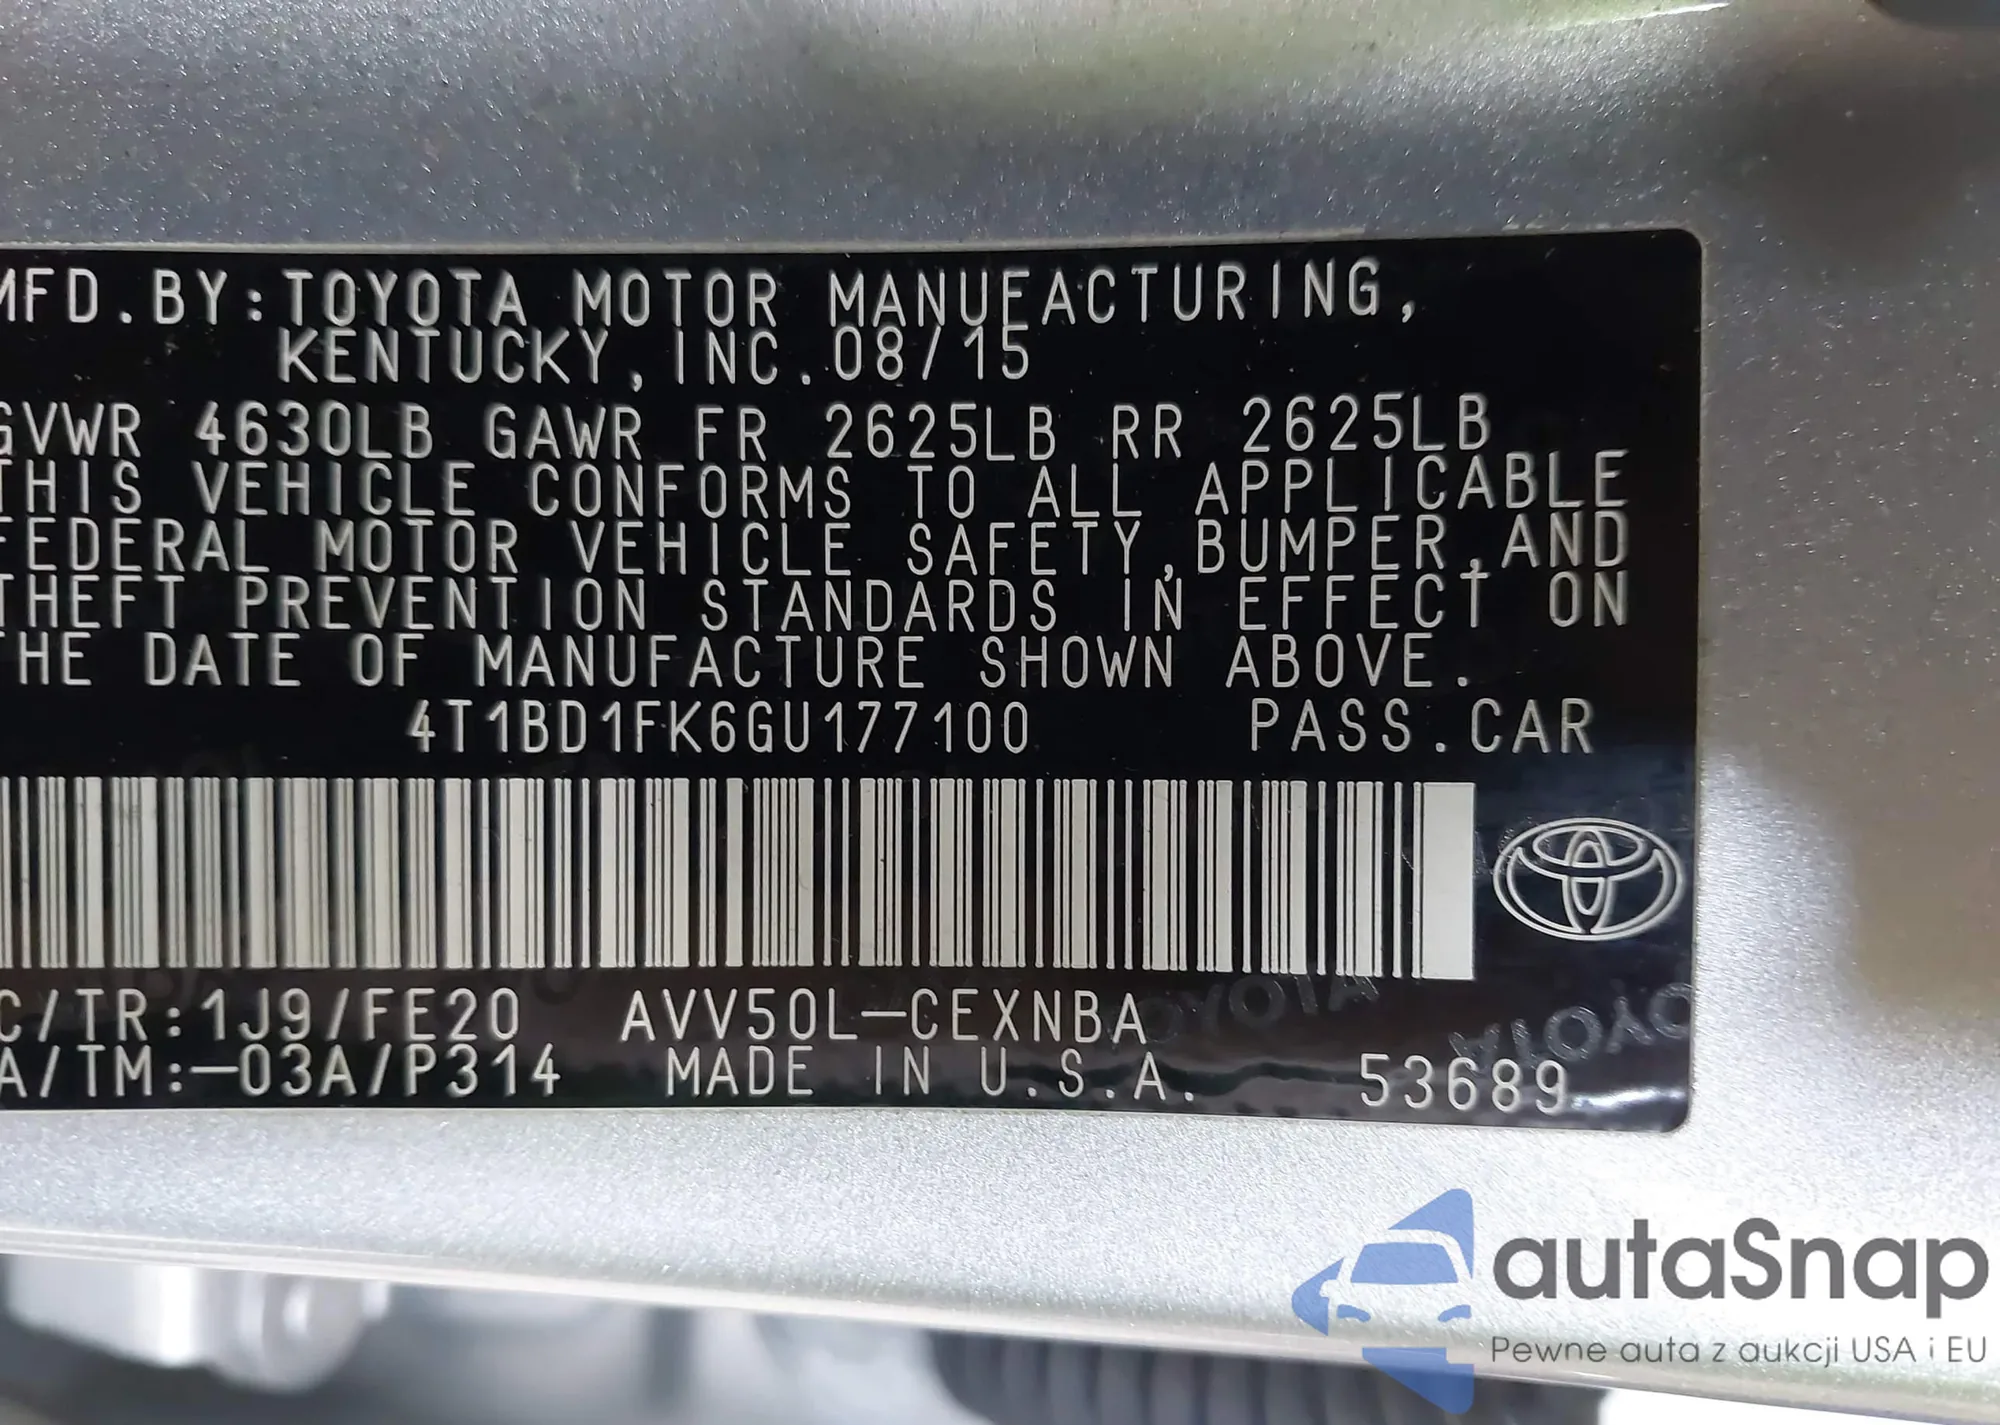 MFD.BY:TOYOTA MOTOR MANUFACTURING,
KENTUCKY,INC.08/15
GVWR 4630LB GAWR FR 2625LB RR 2625LB
THIS VEHICLE CONFORMS TO ALL APPLICABLE
FEDERAL MOTOR VEHICLE SAFETY,BUMPER,AND
THEFT PREVENTION STANDARDS IN EFFECT ON
THE DATE OF MANUFACTURE SHOWN ABOVE.
4T1BD1FK6GU177100 PASS.CAR
C/TR:1J9/FE20 AVV50L-CEXNBA
A/TM:-03A/P314 MADE IN U.S.A. 53689
TOYOTA TOYOTA
autaSnap
Pewne auta z aukcji USA i EU